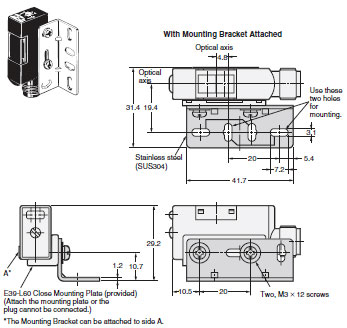 With Mounting Bracket Attached
Optical axis
4.8
Optical
axis
Use these
two holes
for
mounting.
31.4
19.4
3.1
Stainless steel
(SUS304)
20
5.4
7.2
41.7
29.2
A*
1.2
10.7
E39-L60 Close Mounting Plate (provided)
(Attach the mounting plate or the
plug cannot be connected.)
10.5
20
Two, M3 × 12 screws
*The Mounting Bracket can be attached to side A.